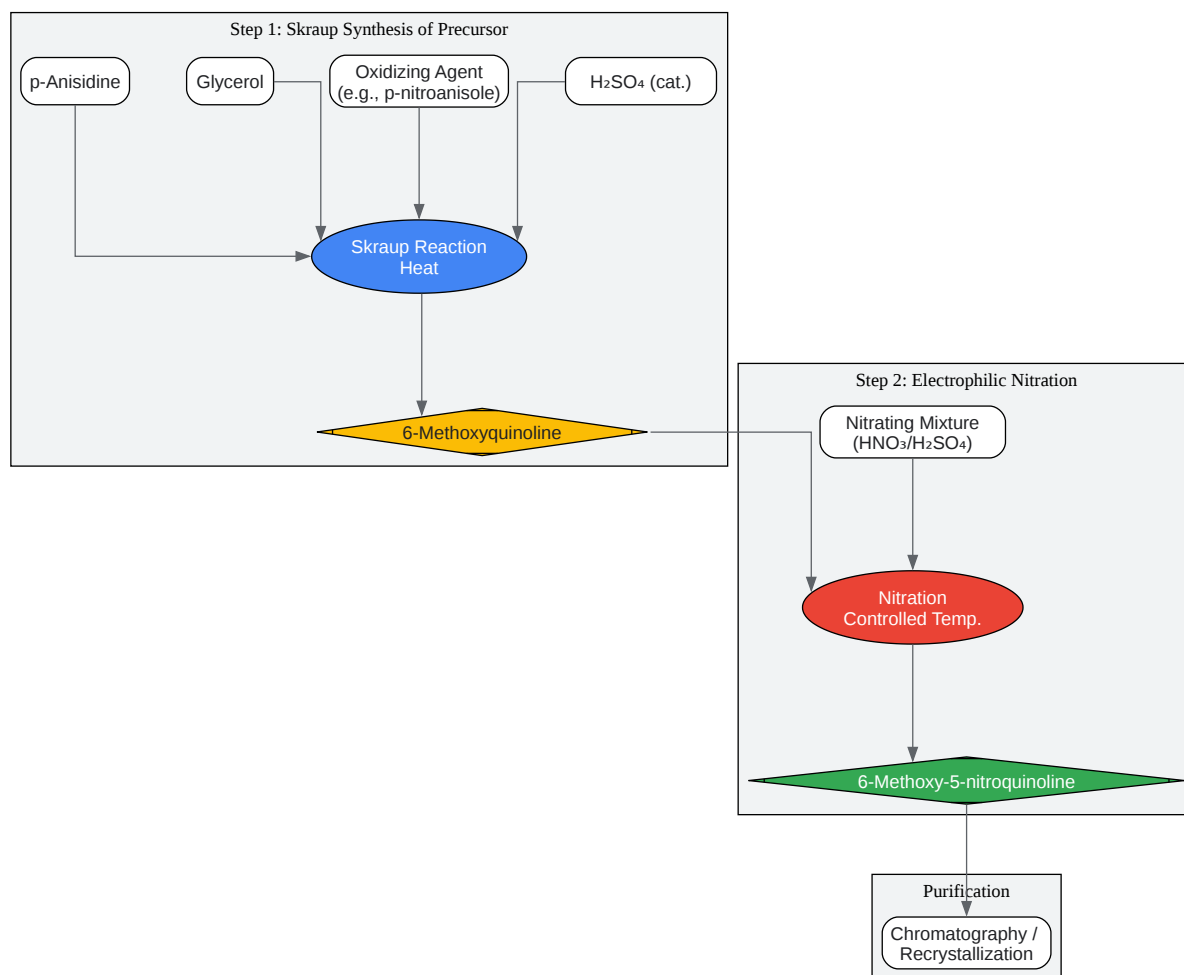 Step 1: Skraup Synthesis of Precursor
p-Anisidine
Glycerol
Oxidizing Agent
(e.g., p-nitroanisole)
H₂SO₄ (cat.)
Skraup Reaction
Heat
6-Methoxyquinoline
Step 2: Electrophilic Nitration
Nitrating Mixture
(HNO₃/H₂SO₄)
Nitration
Controlled Temp.
6-Methoxy-5-nitroquinoline
Purification
Chromatography /
Recrystallization